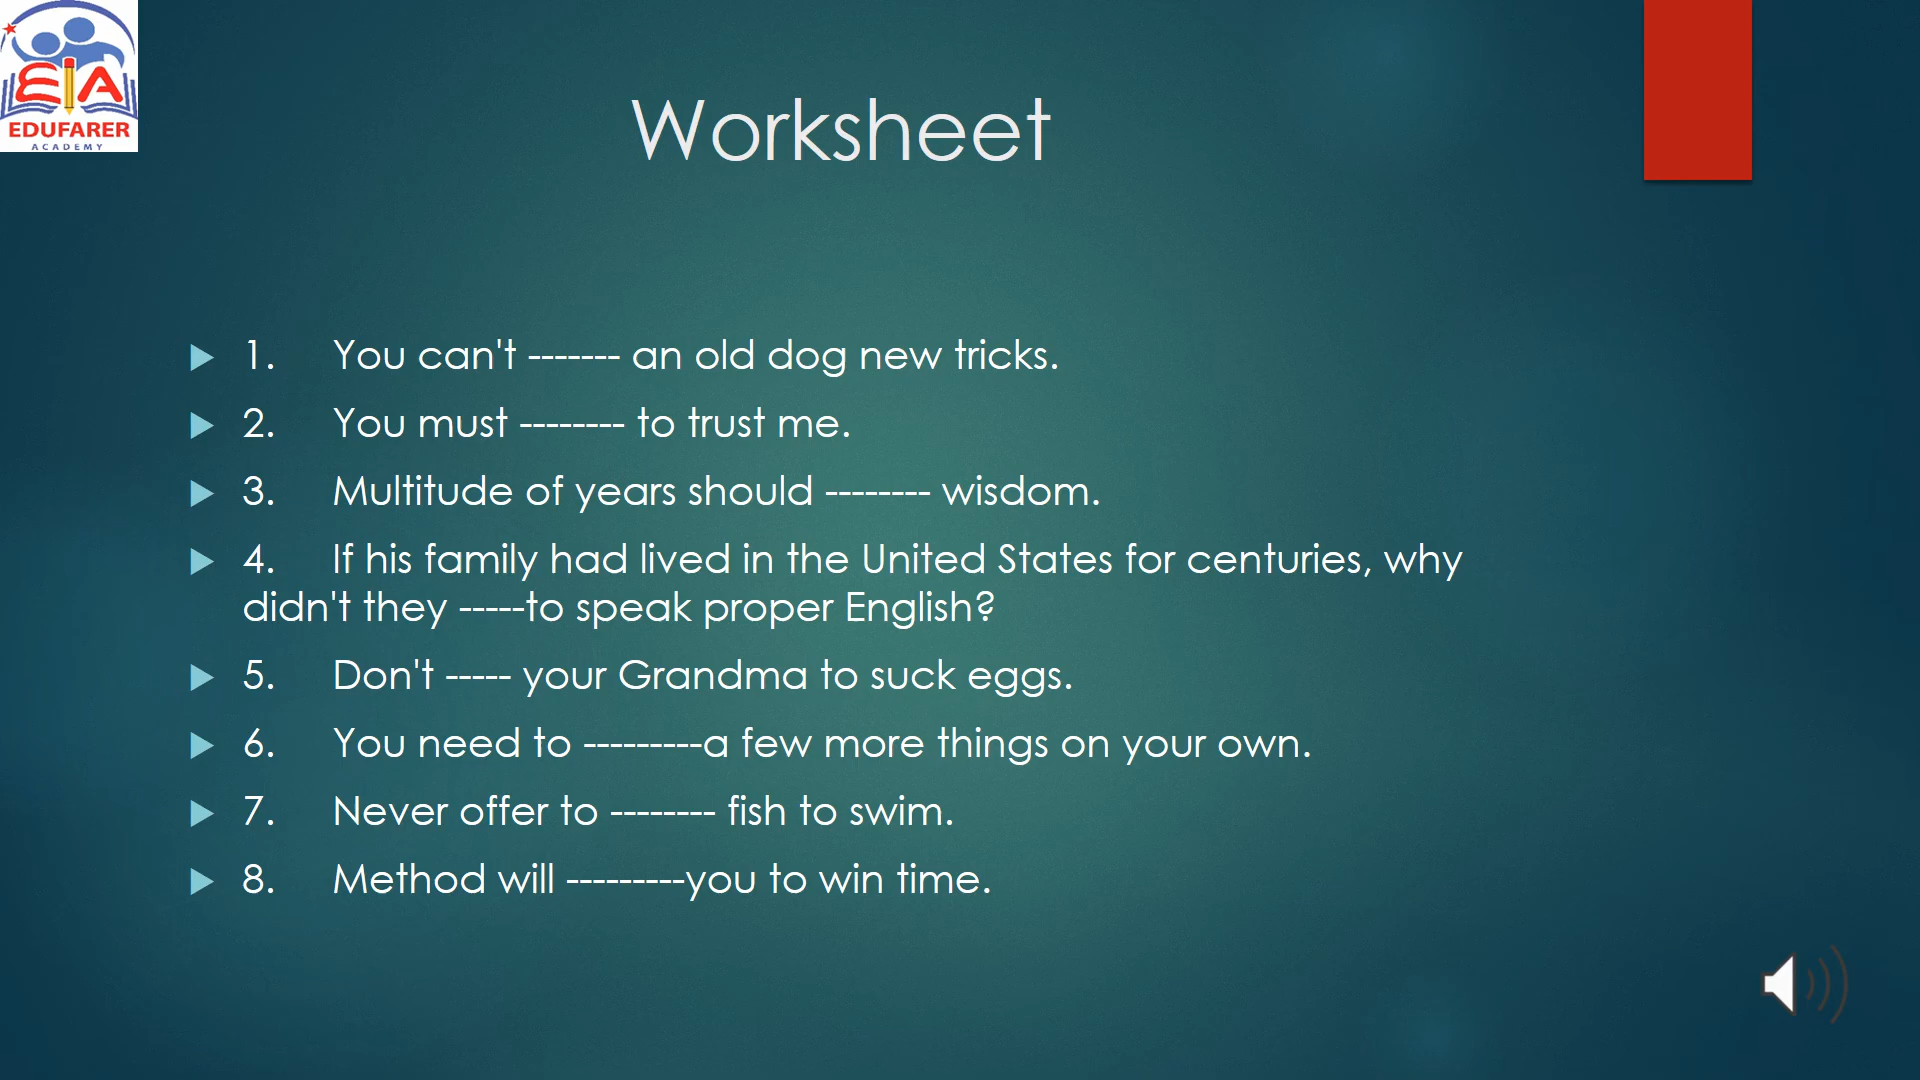 EIA
EDUFARER
ACADEMY
Worksheet
1. You can't ------- an old dog new tricks.
2. You must -------- to trust me.
3. Multitude of years should -------- wisdom.
4. If his family had lived in the United States for centuries, why
didn't they -----to speak proper English?
5. Don't ----- your Grandma to suck eggs.
6. You need to ---------a few more things on your own.
7. Never offer to -------- fish to swim.
8. Method will ---------you to win time.